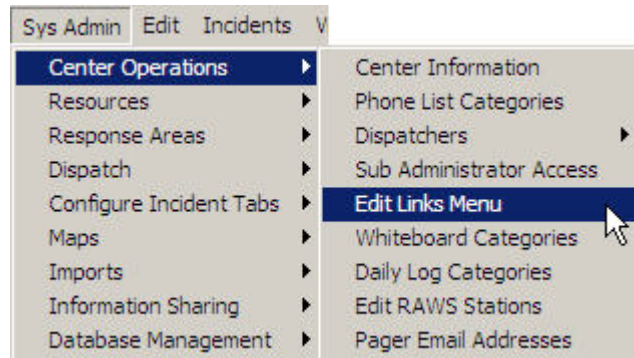 Sys Admin Edit Incidents
Center Operations
Resources
Response Areas
Dispatch
Configure Incident Tabs
Maps
Imports
Information Sharing
Database Management
Center Information
Phone List Categories
Dispatchers
Sub Administrator Access
Edit Links Menu
Whiteboard Categories
Daily Log Categories
Edit RAWS Stations
Pager Email Addresses